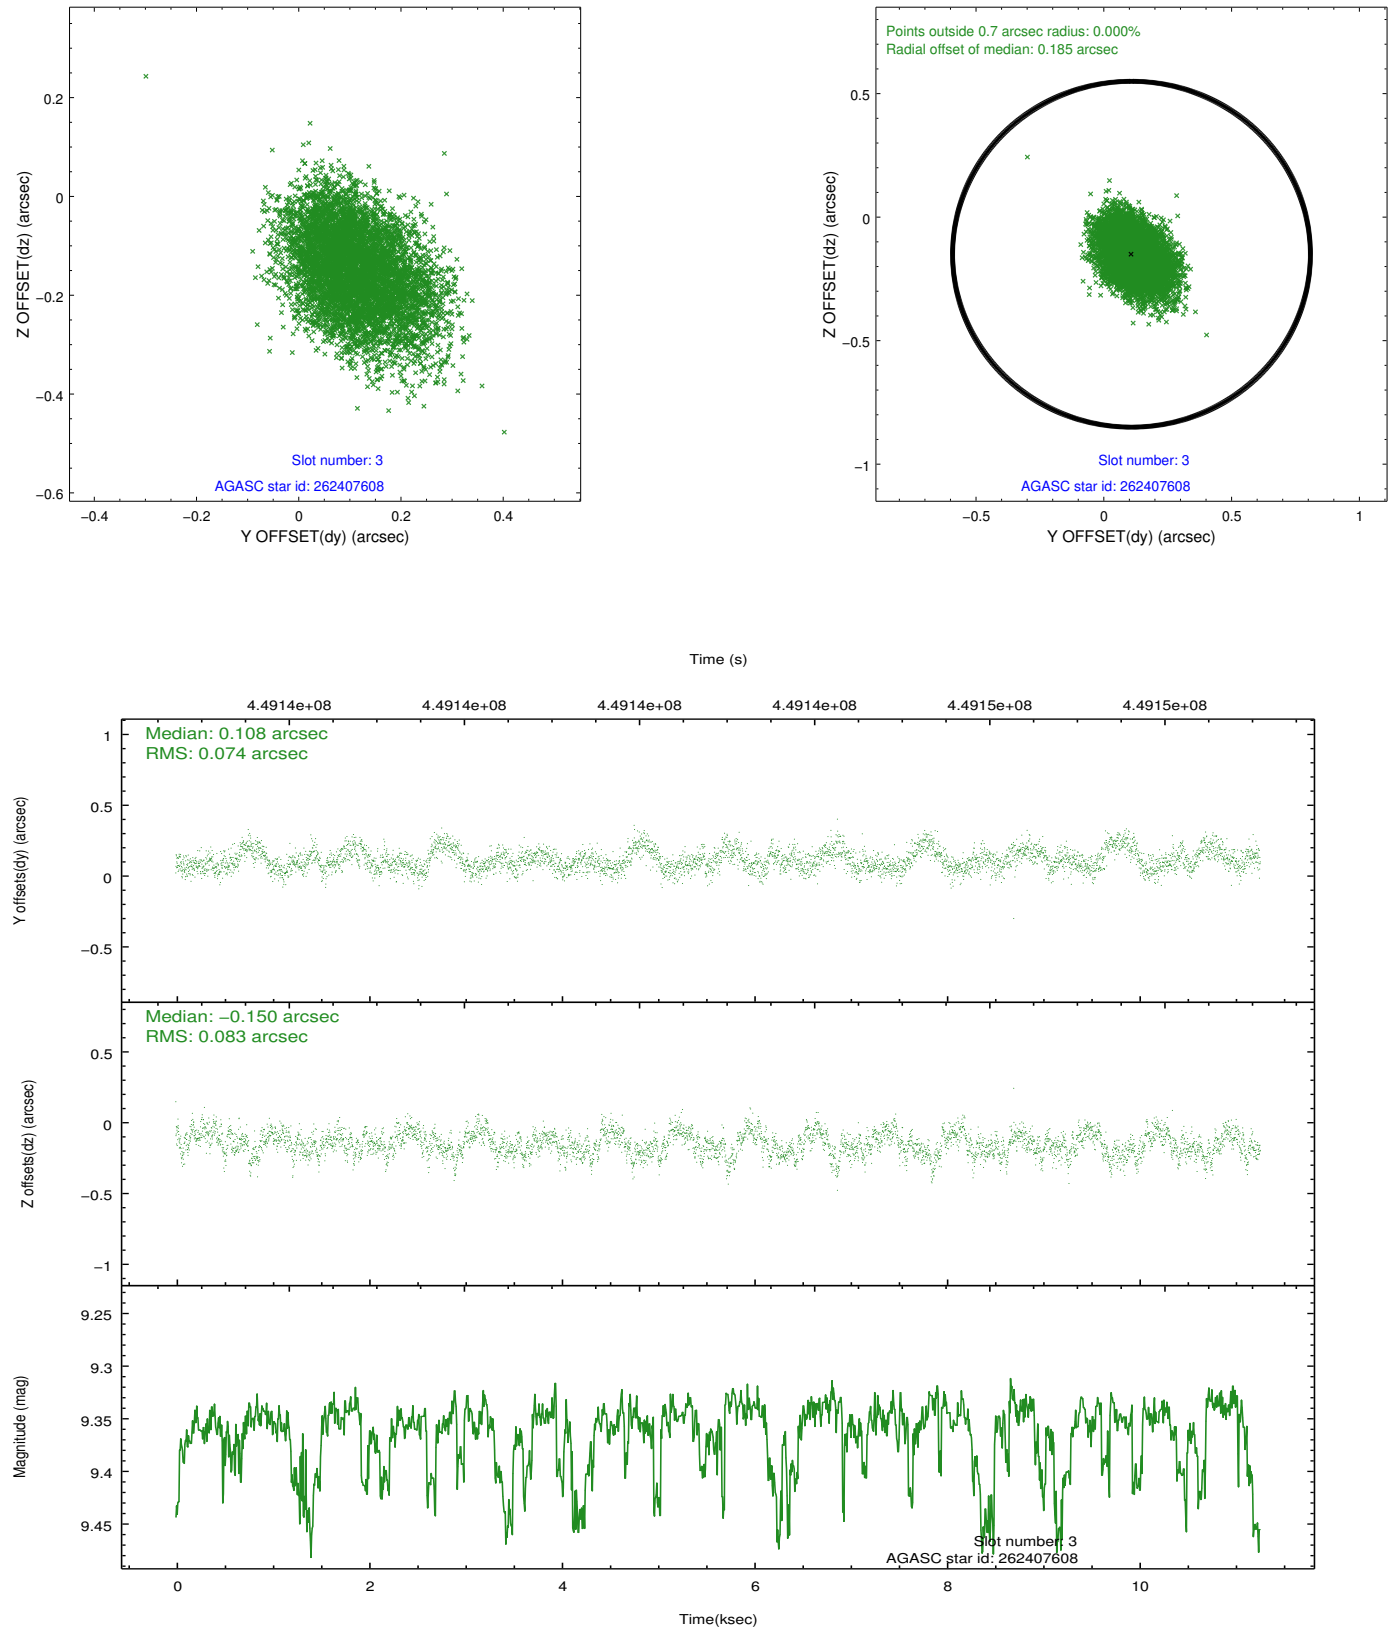 0.2
0
−0.2
−0.4
−0.6
Z OFFSET(dz) (arcsec)
Slot number: 3
AGASC star id: 262407608
−0.4 −0.2 0 0.2 0.4
Y OFFSET(dy) (arcsec)
Points outside 0.7 arcsec radius: 0.000%
Radial offset of median: 0.185 arcsec
0.5
0
−0.5
−1
Z OFFSET(dz) (arcsec)
Slot number: 3
AGASC star id: 262407608
−0.5 0 0.5 1
Y OFFSET(dy) (arcsec)
Time (s)
4.4914e+08 4.4914e+08 4.4914e+08 4.4914e+08 4.4915e+08 4.4915e+08
Median: 0.108 arcsec
RMS: 0.074 arcsec
1
0.5
0
−0.5
Y offsets(dy) (arcsec)
Median: −0.150 arcsec
RMS: 0.083 arcsec
0.5
0
−0.5
−1
Z offsets(dz) (arcsec)
9.25
9.3
9.35
9.4
9.45
Magnitude (mag)
Slot number: 3
AGASC star id: 262407608
0 2 4 6 8 10
Time(ksec)